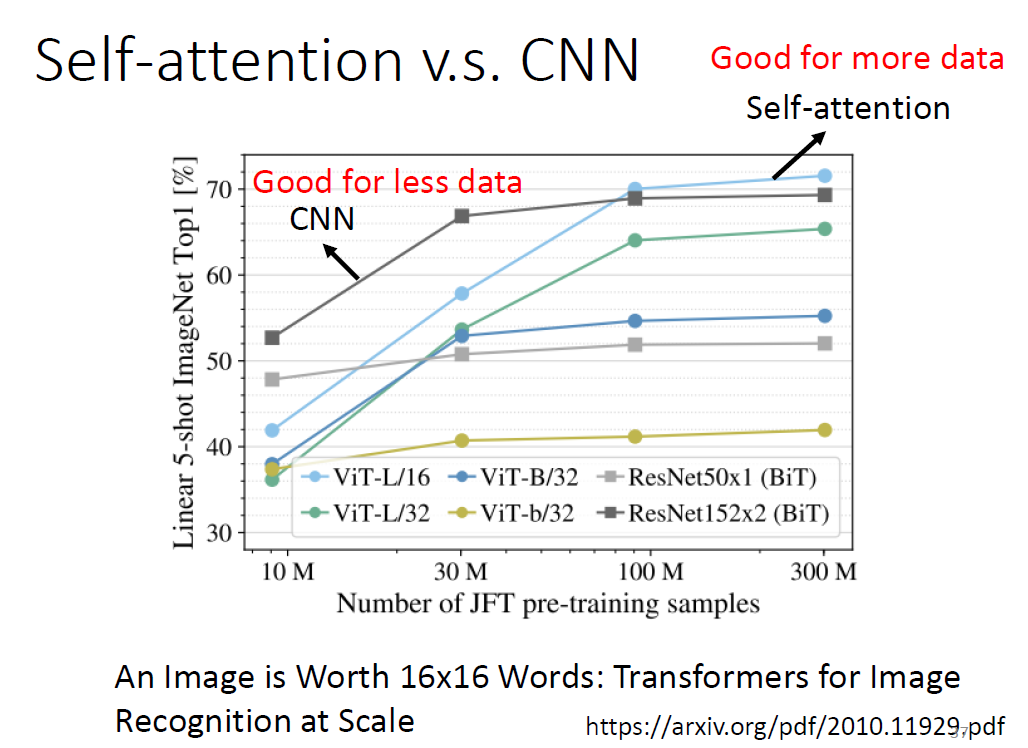 Self-attention v.s. CNN
Good for more data
Self-attention
Good for less data
CNN
Linear 5-shot ImageNet Top1 [%]
70
60
50
40
30
ViT-L/16
ViT-B/32
ResNet50x1 (BiT)
ViT-L/32
ViT-b/32
ResNet152x2 (BiT)
10 M
30 M
100 M
300 M
Number of JFT pre-training samples
An Image is Worth 16x16 Words: Transformers for Image
Recognition at Scale
https://arxiv.org/pdf/2010.11929.pdf
37